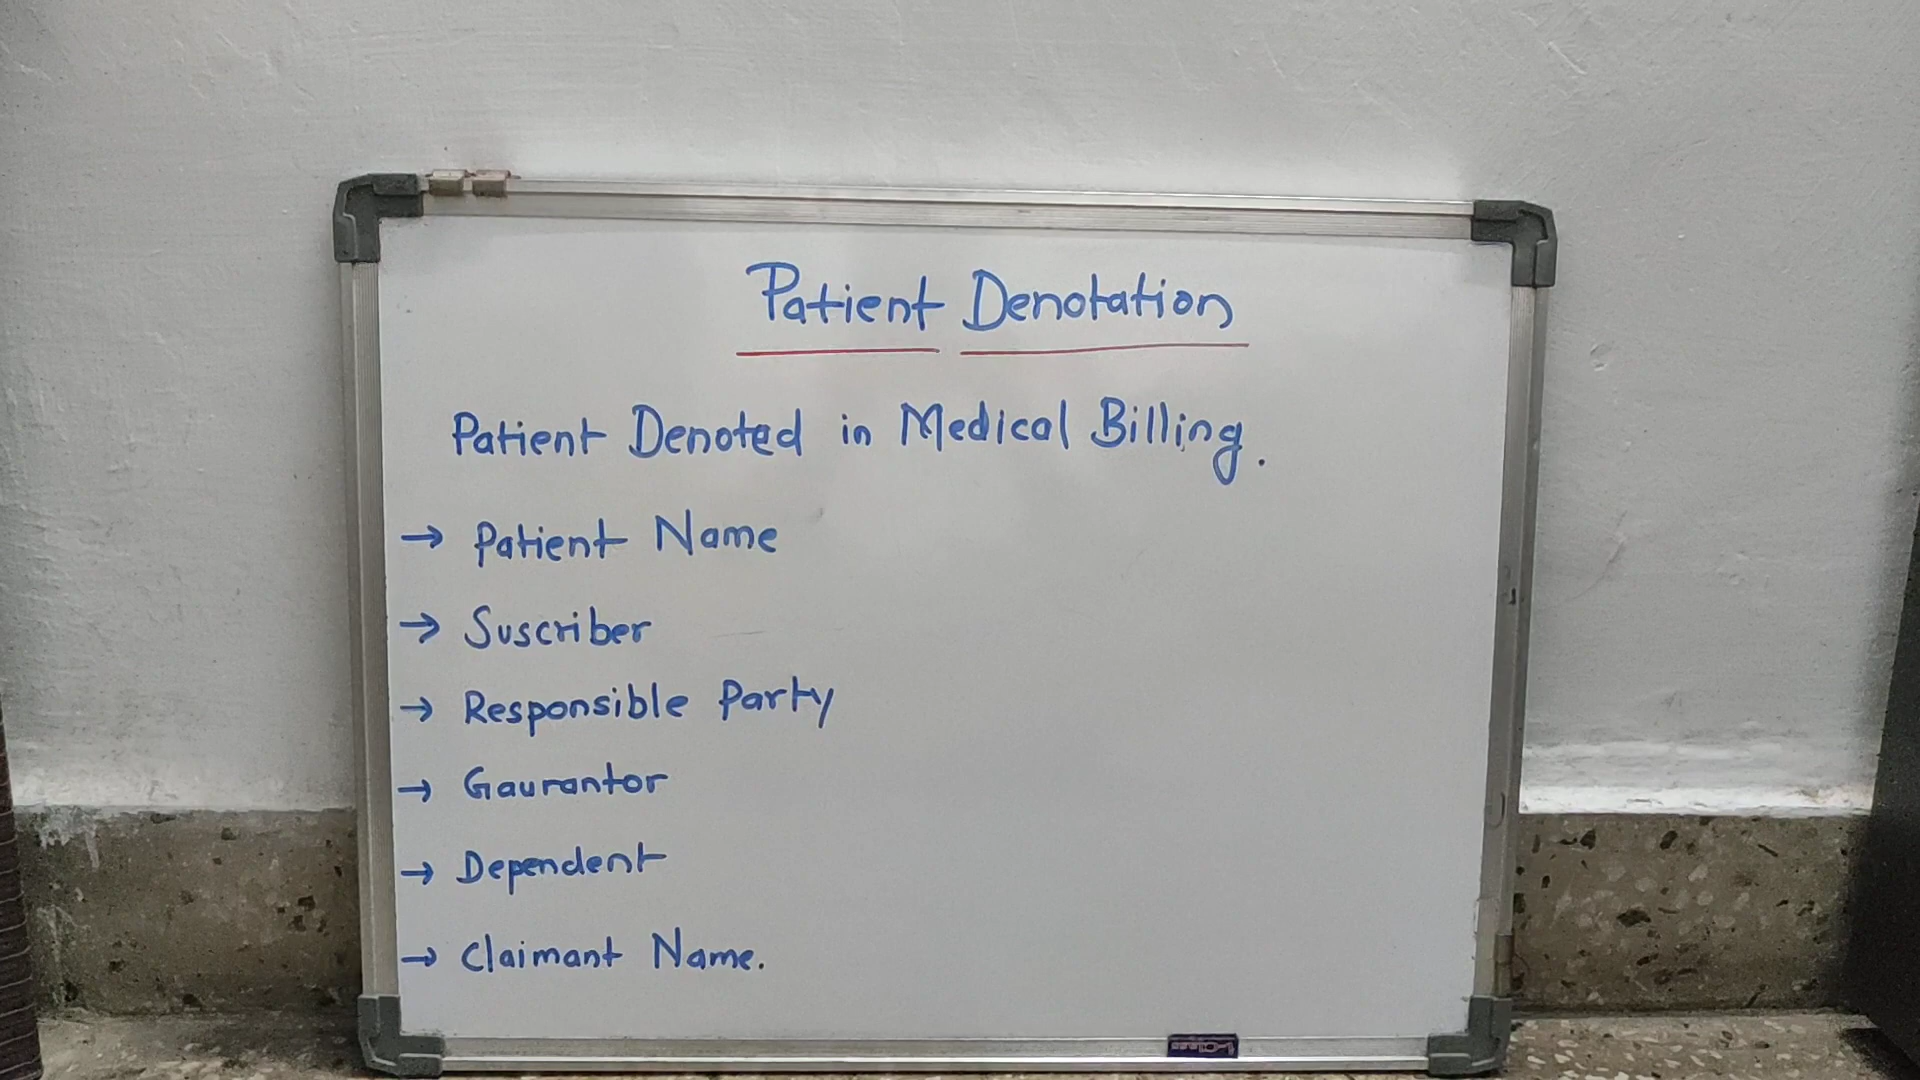 Patient Denotation
Patient Denoted in Medical Billing.
→ Patient Name
→ Suscriber
→ Responsible Party
→ Gaurantor
→ Dependent
→ Claimant Name.